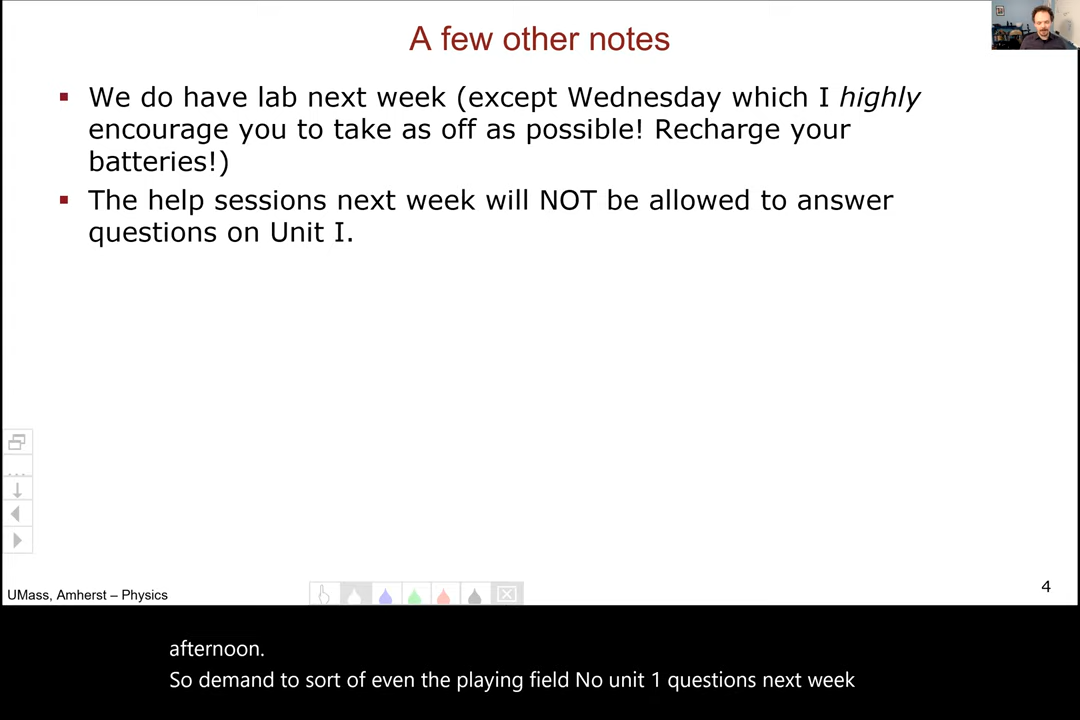 A few other notes
▪ We do have lab next week (except Wednesday which I highly
encourage you to take as off as possible! Recharge your
batteries!)
▪ The help sessions next week will NOT be allowed to answer
questions on Unit I.
UMass, Amherst – Physics
4
afternoon.
So demand to sort of even the playing field No unit 1 questions next week